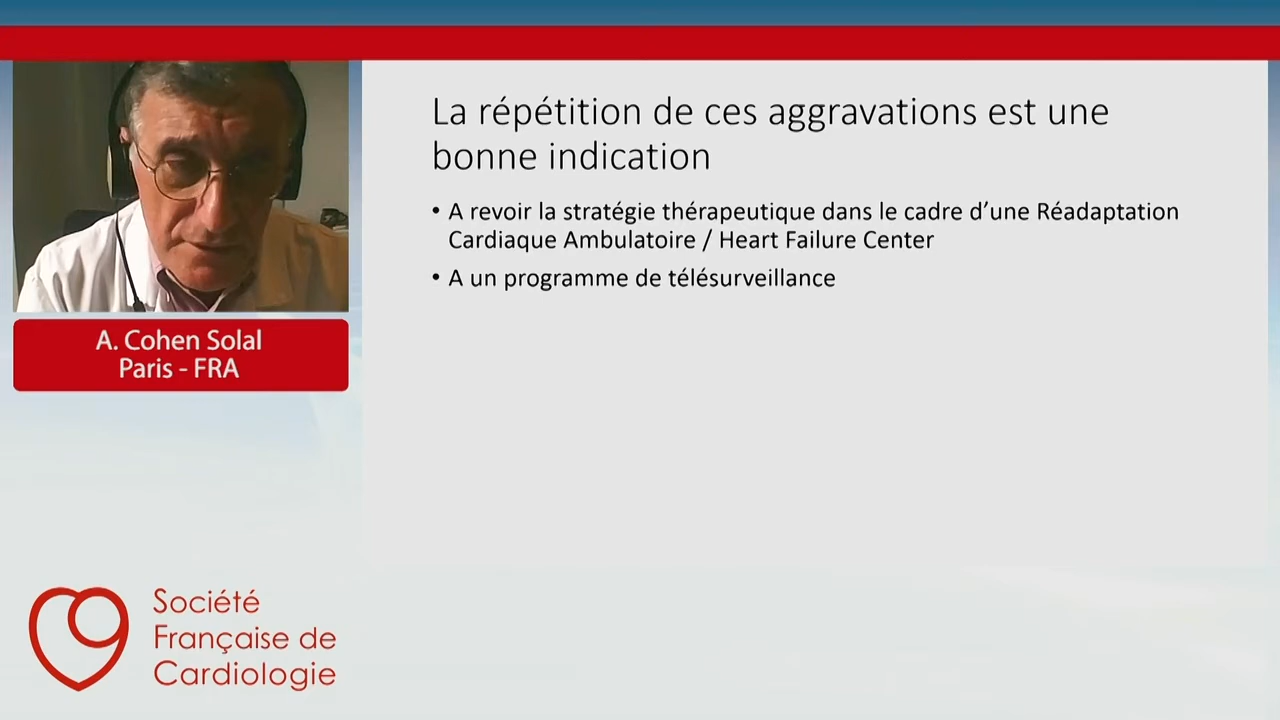 La répétition de ces aggravations est une
bonne indication
• A revoir la stratégie thérapeutique dans le cadre d'une Réadaptation
Cardiaque Ambulatoire / Heart Failure Center
• A un programme de télésurveillance
A. Cohen Solal
Paris - FRA
Société
Française de
Cardiologie